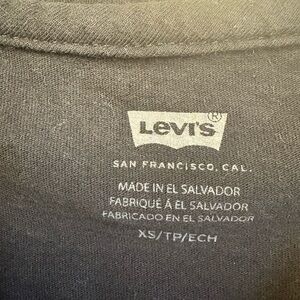 Levi's®
SAN FRANCISCO, CAL.
MADE IN EL SALVADOR
FABRIQUÉ Á EL SALVADOR
FABRICADO EN EL SALVADOR
XS/TP/ECH